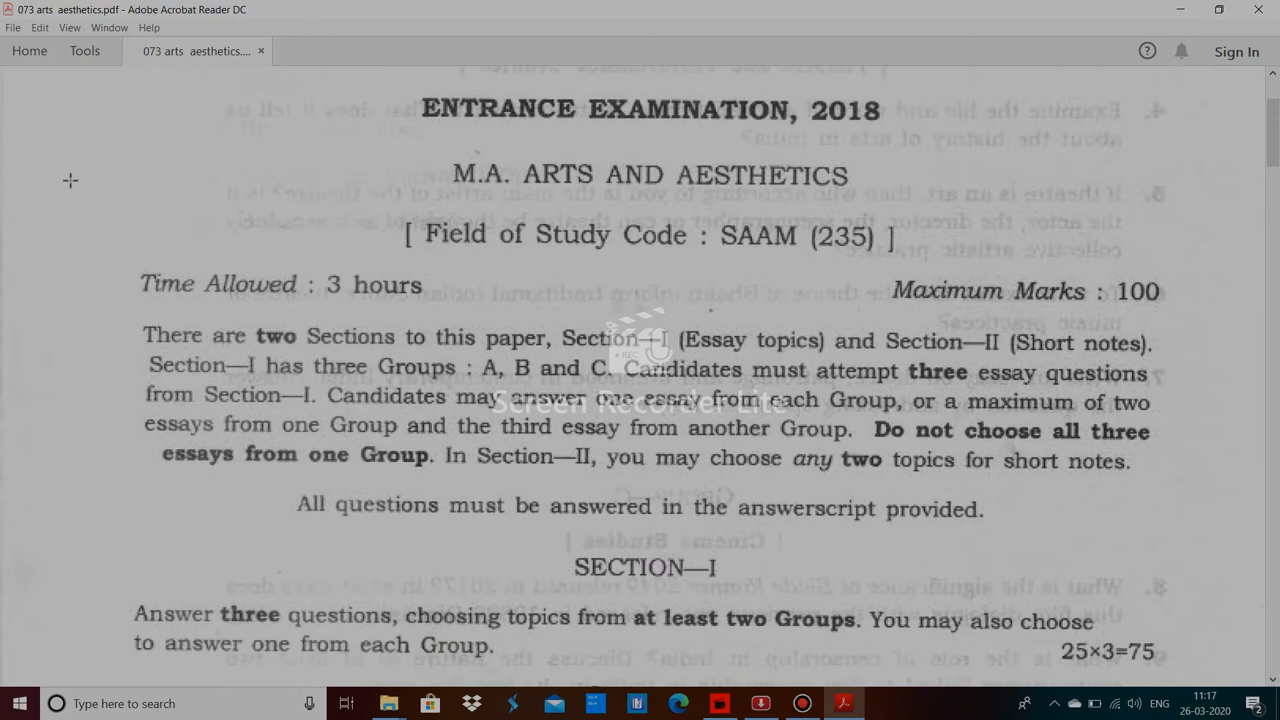 073 arts aesthetics.pdf - Adobe Acrobat Reader DC
File Edit View Window Help
Home Tools 073 arts aesthetics.... × Sign In
ENTRANCE EXAMINATION, 2018
M.A. ARTS AND AESTHETICS
[ Field of Study Code : SAAM (235) ]
Time Allowed : 3 hours Maximum Marks : 100
There are two Sections to this paper, Section—I (Essay topics) and Section—II (Short notes).
Section—I has three Groups : A, B and C. Candidates must attempt three essay questions
from Section—I. Candidates may answer one essay from each Group, or a maximum of two
essays from one Group and the third essay from another Group. Do not choose all three
essays from one Group. In Section—II, you may choose any two topics for short notes.
All questions must be answered in the answerscript provided.
SECTION—I
Answer three questions, choosing topics from at least two Groups. You may also choose
to answer one from each Group. 25×3=75
REC
Screen Recorder Lite
Type here to search
ENG
11:17
26-03-2020
2